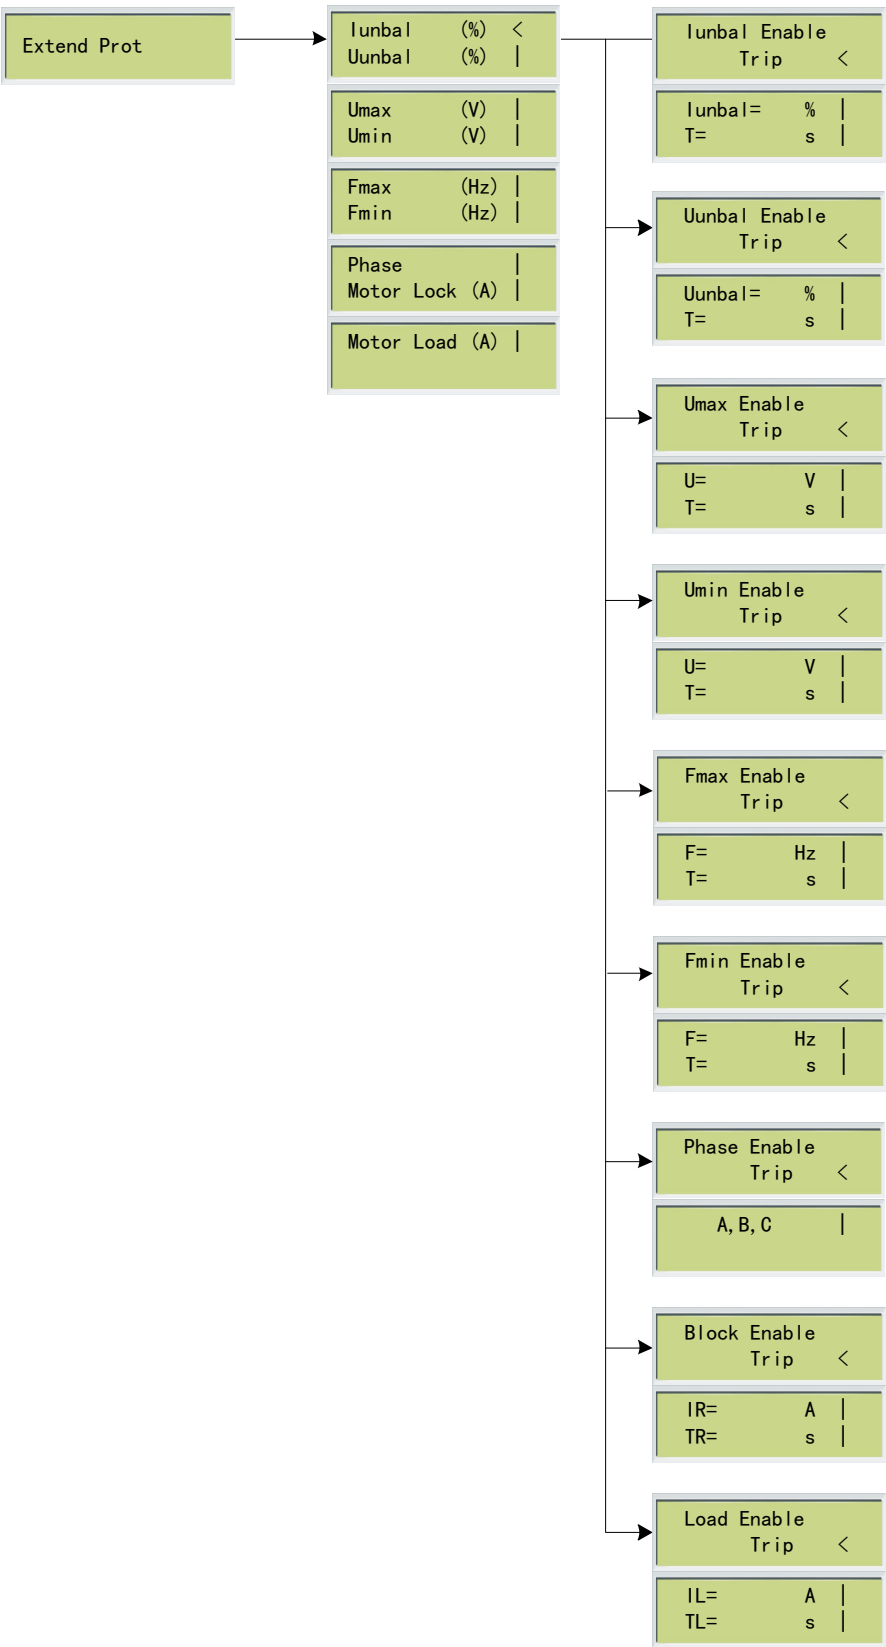 Extend Prot
Iunbal (%) <
Uunbal (%) |
Umax (V) |
Umin (V) |
Fmax (Hz) |
Fmin (Hz) |
Phase |
Motor Lock (A) |
Motor Load (A) |
Iunbal Enable
Trip <
Iunbal= % |
T= s |
Uunbal Enable
Trip <
Uunbal= % |
T= s |
Umax Enable
Trip <
U= V |
T= s |
Umin Enable
Trip <
U= V |
T= s |
Fmax Enable
Trip <
F= Hz |
T= s |
Fmin Enable
Trip <
F= Hz |
T= s |
Phase Enable
Trip <
A,B,C |
Block Enable
Trip <
IR= A |
TR= s |
Load Enable
Trip <
IL= A |
TL= s |